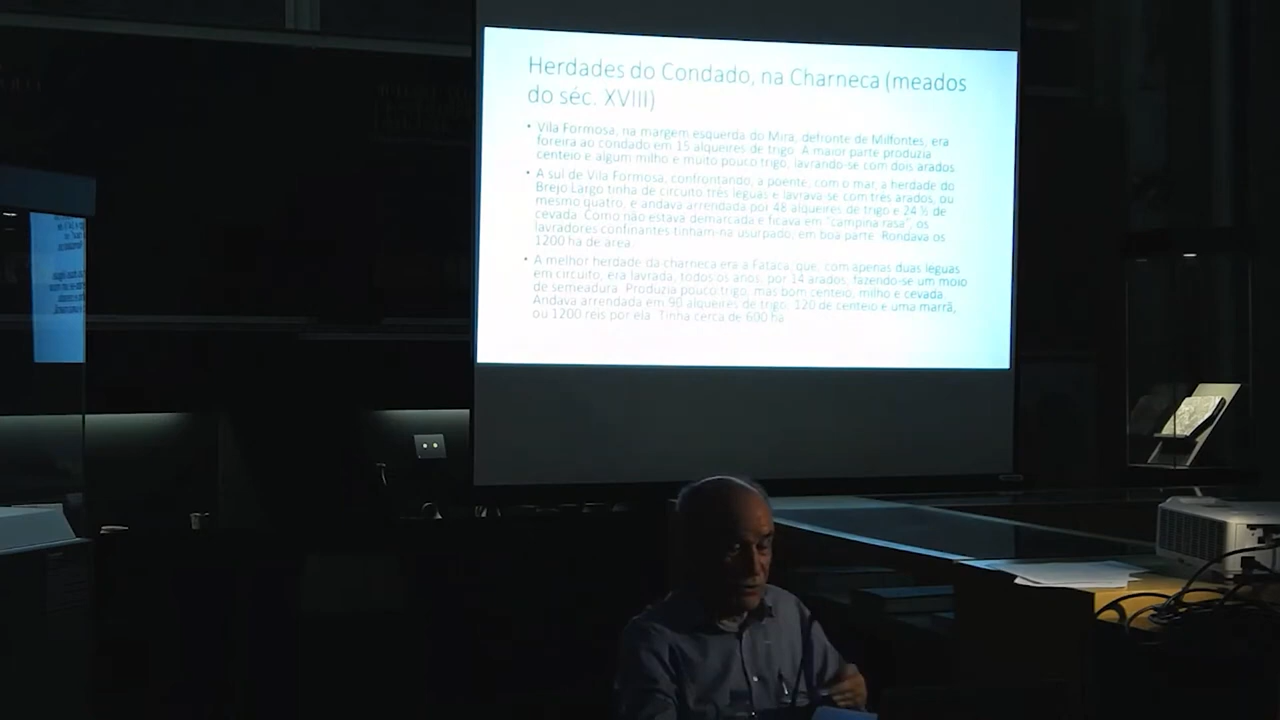 Herdades do Condado, na Charneca (meados
do séc. XVIII)
• Vila Formosa, na margem esquerda do Mira, defronte de Milfontes, era
foreira ao condado em 15 alqueires de trigo. A maior parte produzia
centeio e algum milho e muito pouco trigo, lavrando-se com dois arados.
• A sul de Vila Formosa, confrontando, a poente, com o mar, a herdade do
Brejo Largo tinha de circuito três léguas e lavrava-se com três arados, ou
mesmo quatro, e andava arrendada por 48 alqueires de trigo e 24 ½ de
cevada. Como não estava demarcada e ficava em "campina rasa", os
lavradores confinantes tinham-na usurpado, em boa parte. Rondava os
1200 ha de área.
• A melhor herdade da charneca era a Fataca, que, com apenas duas léguas
em circuito, era lavrada, todos os anos, por 14 arados, fazendo-se um moio
de semeadura. Produzia pouco trigo, mas bom centeio, milho e cevada.
Andava arrendada em 90 alqueires de trigo, 120 de centeio e uma marrã,
ou 1200 réis por ela. Tinha cerca de 600 ha